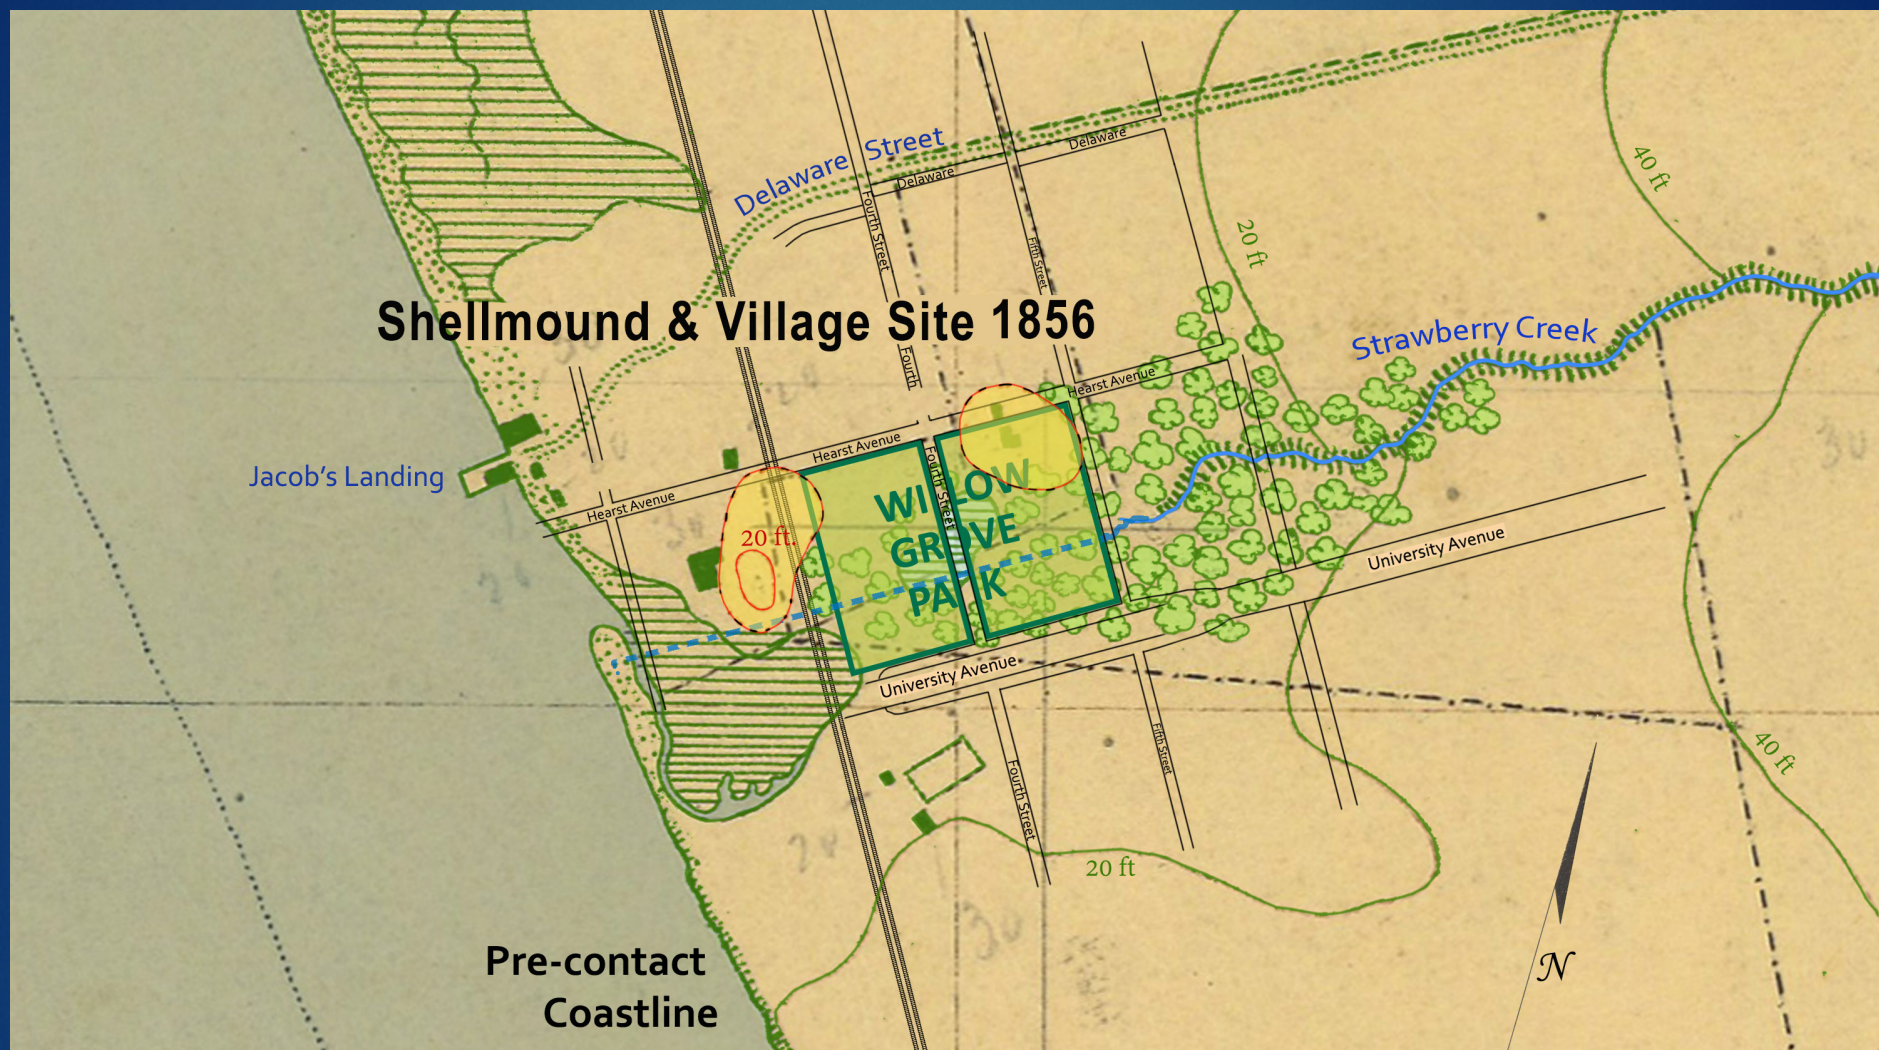 Delaware Street
Delaware
Delaware
Fourth Street
Fifth Street
40 ft
20 ft
Shellmound & Village Site 1856
Strawberry Creek
Fourth
Hearst Avenue
Hearst Avenue
Hearst Avenue
Jacob's Landing
Fourth Street
WILLOW
GROVE
PARK
20 ft.
University Avenue
University Avenue
Fifth Street
Fourth Street
40 ft
20 ft
30
Pre-contact
Coastline
N